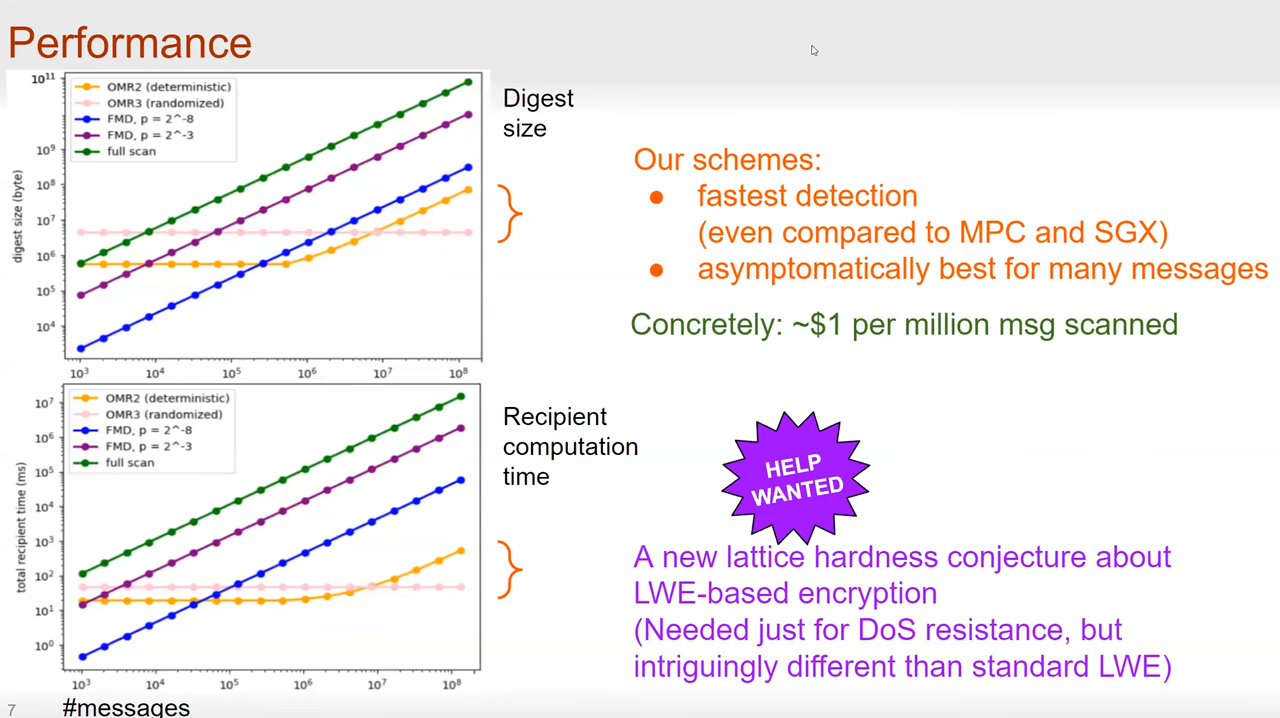 Performance
10^11
10^9
10^8
10^7
10^6
10^5
10^4
digest size (byte)
OMR2 (deterministic)
OMR3 (randomized)
FMD, p = 2^-8
FMD, p = 2^-3
full scan
10^3 10^4 10^5 10^6 10^7 10^8
Digest
size
10^7
10^6
10^5
10^4
10^3
10^2
10^1
10^0
total recipient time (ms)
OMR2 (deterministic)
OMR3 (randomized)
FMD, p = 2^-8
FMD, p = 2^-3
full scan
10^3 10^4 10^5 10^6 10^7 10^8
#messages
Recipient
computation
time
Our schemes:
● fastest detection
(even compared to MPC and SGX)
● asymptomatically best for many messages
Concretely: ~$1 per million msg scanned
HELP
WANTED
A new lattice hardness conjecture about
LWE-based encryption
(Needed just for DoS resistance, but
intriguingly different than standard LWE)
7